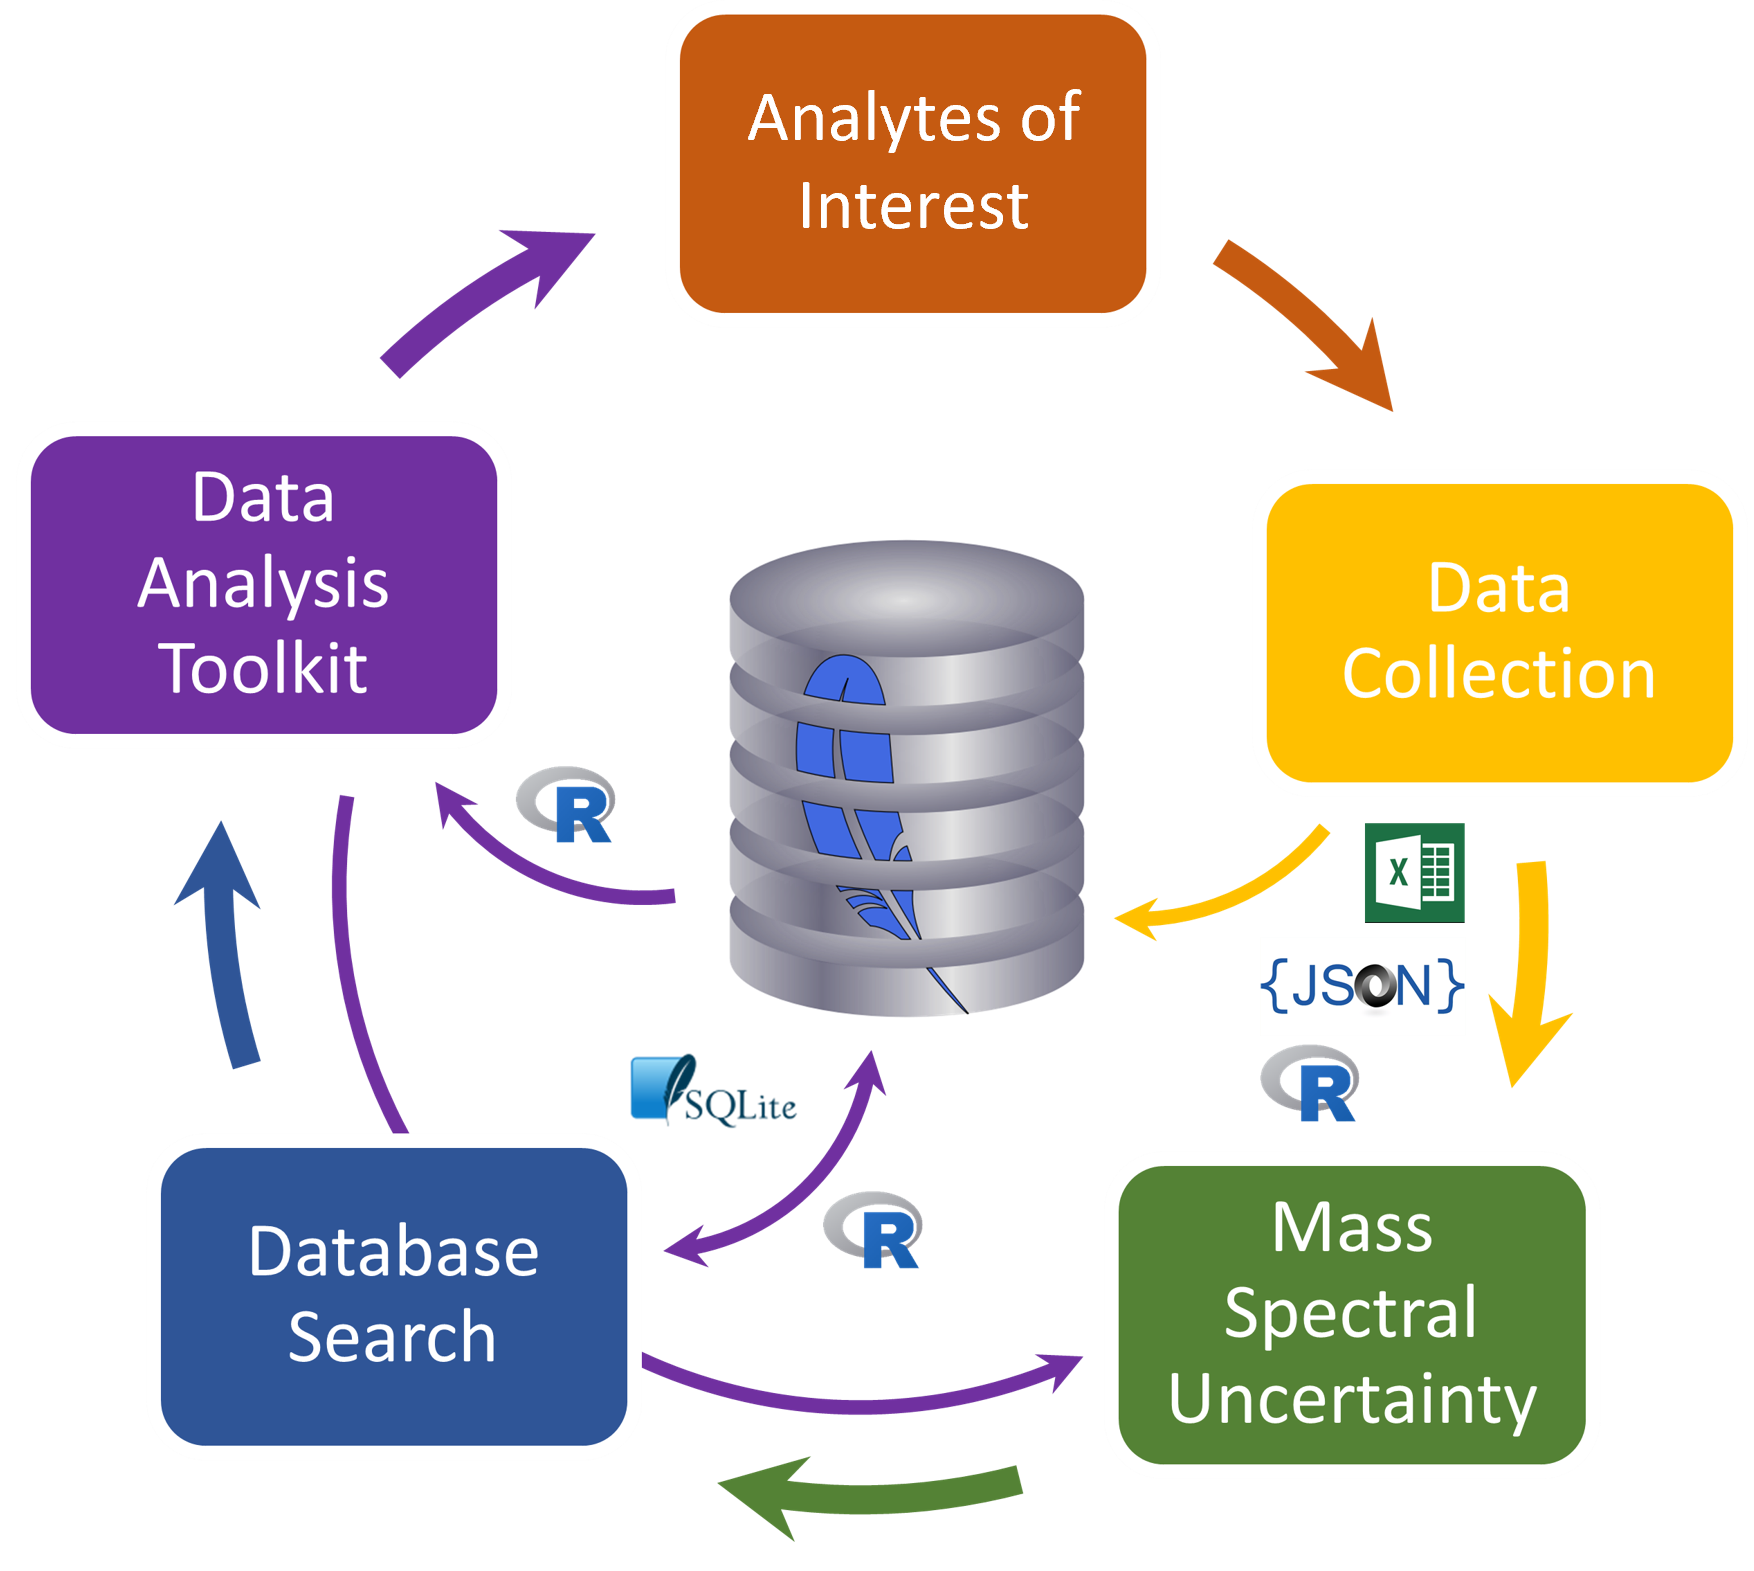 Analytes of
Interest
Data
Analysis
Toolkit
Data
Collection
R
X
{JSON}
R
SQLite
R
Database
Search
Mass
Spectral
Uncertainty